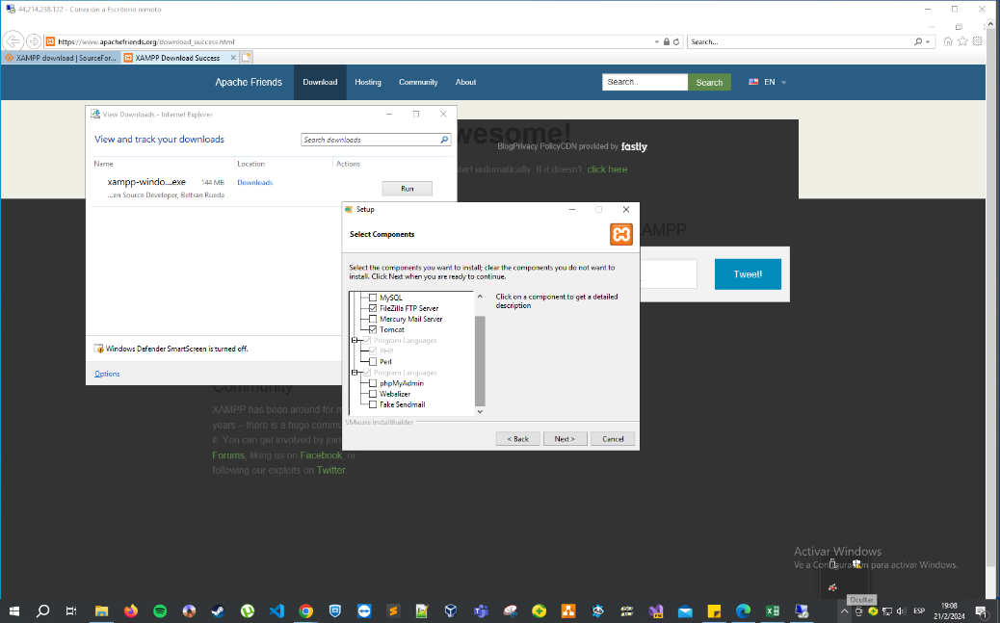 44.214.238.122 - Conexión a Escritorio remoto
https://www.apachefriends.org/download_success.html
Search...
XAMPP download | SourceFor...
XAMPP Download Success
Apache Friends
Download
Hosting
Community
About
Search..
Search
EN
View Downloads - Internet Explorer
View and track your downloads
Search downloads
Name
Location
Actions
xampp-windo...exe
144 MB
Downloads
...en Source Developer, Beltran Rueda
Run
Windows Defender SmartScreen is turned off.
Options
wesome!
BlogPrivacy PolicyCDN provided by fastly
start automatically. If it doesn't, click here.
AMPP
Tweet!
Setup
Select Components
Select the components you want to install; clear the components you do not want to
install. Click Next when you are ready to continue.
MySQL
FileZilla FTP Server
Mercury Mail Server
Tomcat
Program Languages
PHP
Perl
Program Languages
phpMyAdmin
Webalizer
Fake Sendmail
Click on a component to get a detailed
description
VMware InstallBuilder
< Back
Next >
Cancel
Community
XAMPP has been around for m
years – there is a huge commu
it. You can get involved by join
Forums, liking us on Facebook, or
following our exploits on Twitter.
Activar Windows
Ve a Configuración para activar Windows.
Ocultar
ESP
19:08
21/2/2024
1